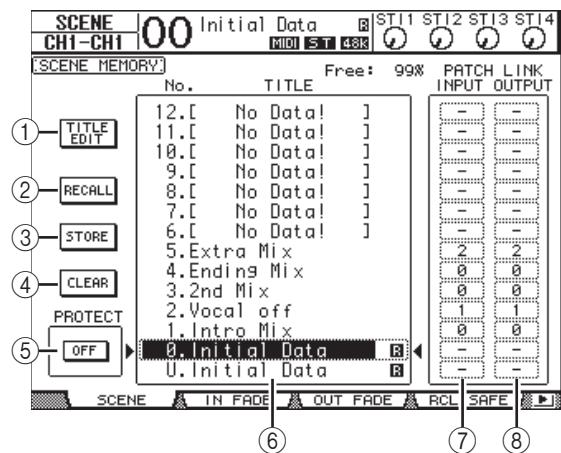 SCENE
CH1-CH1
00
Initial Data R
MIDI ST 48K
STI1 STI2 STI3 STI4
SCENE MEMORY
Free: 99%
PATCH LINK
No. TITLE INPUT OUTPUT
12.[ No Data! ] - -
① TITLE EDIT
11.[ No Data! ] - -
10.[ No Data! ] - -
9.[ No Data! ] - -
② RECALL
8.[ No Data! ] - -
7.[ No Data! ] - -
③ STORE
6.[ No Data! ] - -
5.Extra Mix 2 2
④ CLEAR
4.Ending Mix 0 0
3.2nd Mix 0 0
PROTECT
2.Vocal off 1 1
1.Intro Mix 0 0
⑤ OFF
0.Initial Data R - -
U.Initial Data R - -
SCENE IN FADE OUT FADE RCL SAFE
⑥ ⑦ ⑧